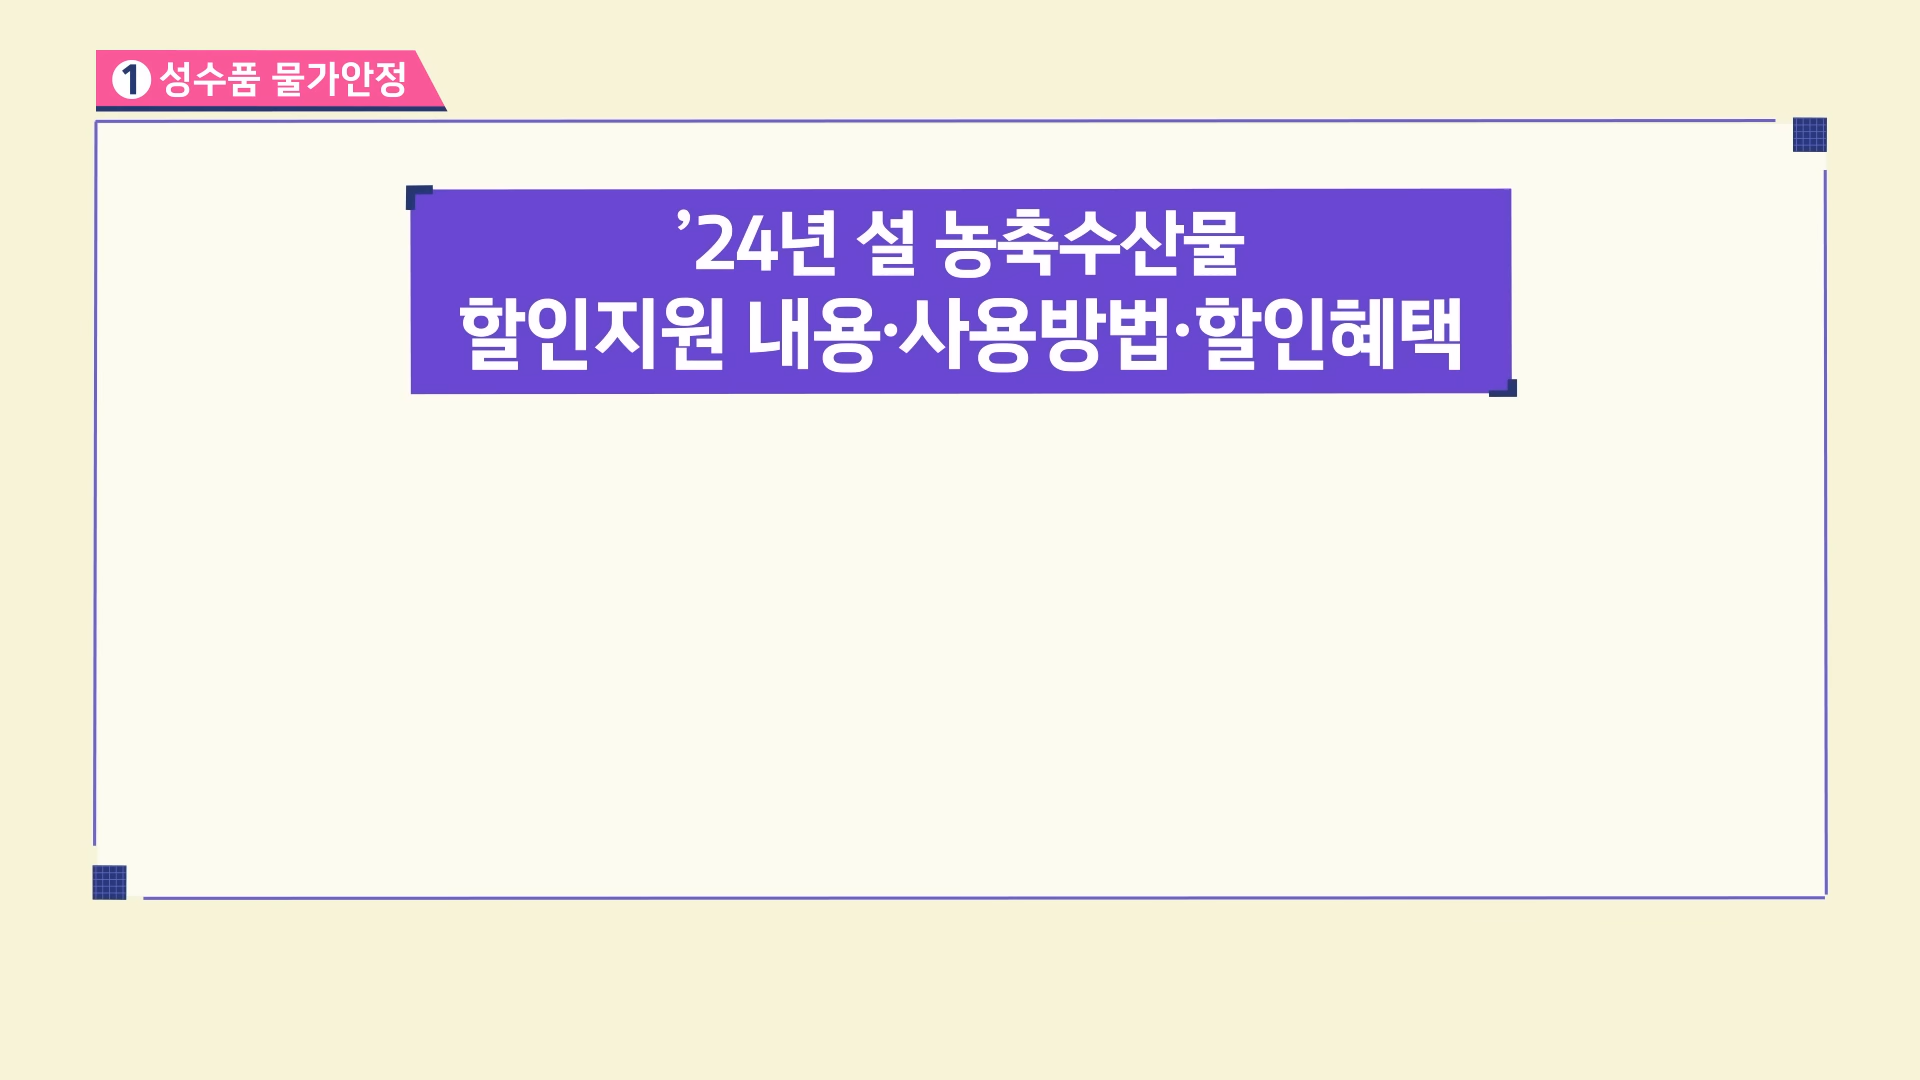 1 성수품 물가안정
’24년 설 농축수산물
할인지원 내용·사용방법·할인혜택